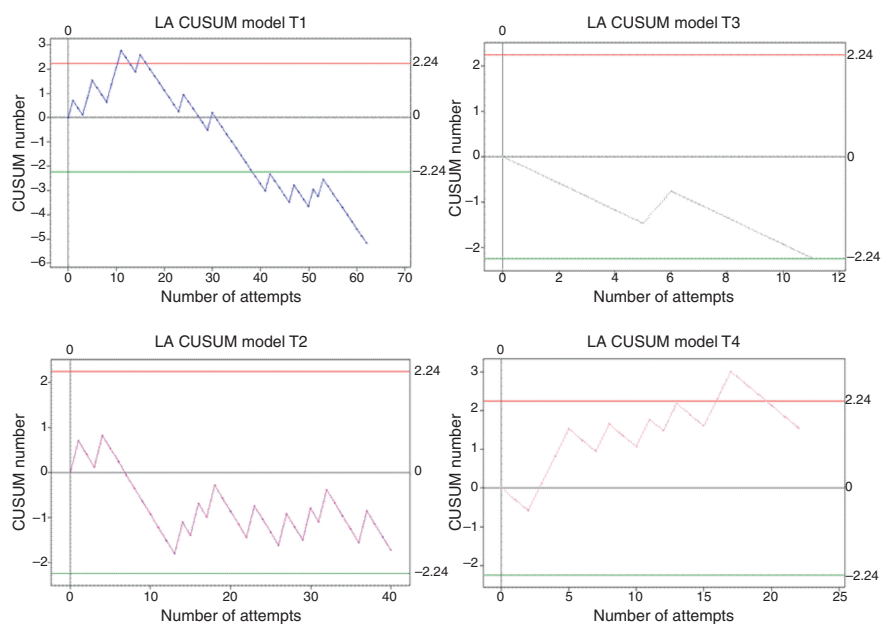 LA CUSUM model T1
0
3
2
1
0
−1
−2
−3
−4
−5
−6
2.24
0
−2.24
CUSUM number
0 10 20 30 40 50 60 70
Number of attempts
LA CUSUM model T3
0
2
1
0
−1
−2
2.24
0
−2.24
CUSUM number
0 2 4 6 8 10 12
Number of attempts
LA CUSUM model T2
0
2
1
0
−1
−2
2.24
0
−2.24
CUSUM number
0 10 20 30 40
Number of attempts
LA CUSUM model T4
0
3
2
1
0
−1
−2
2.24
0
−2.24
CUSUM number
0 5 10 15 20 25
Number of attempts